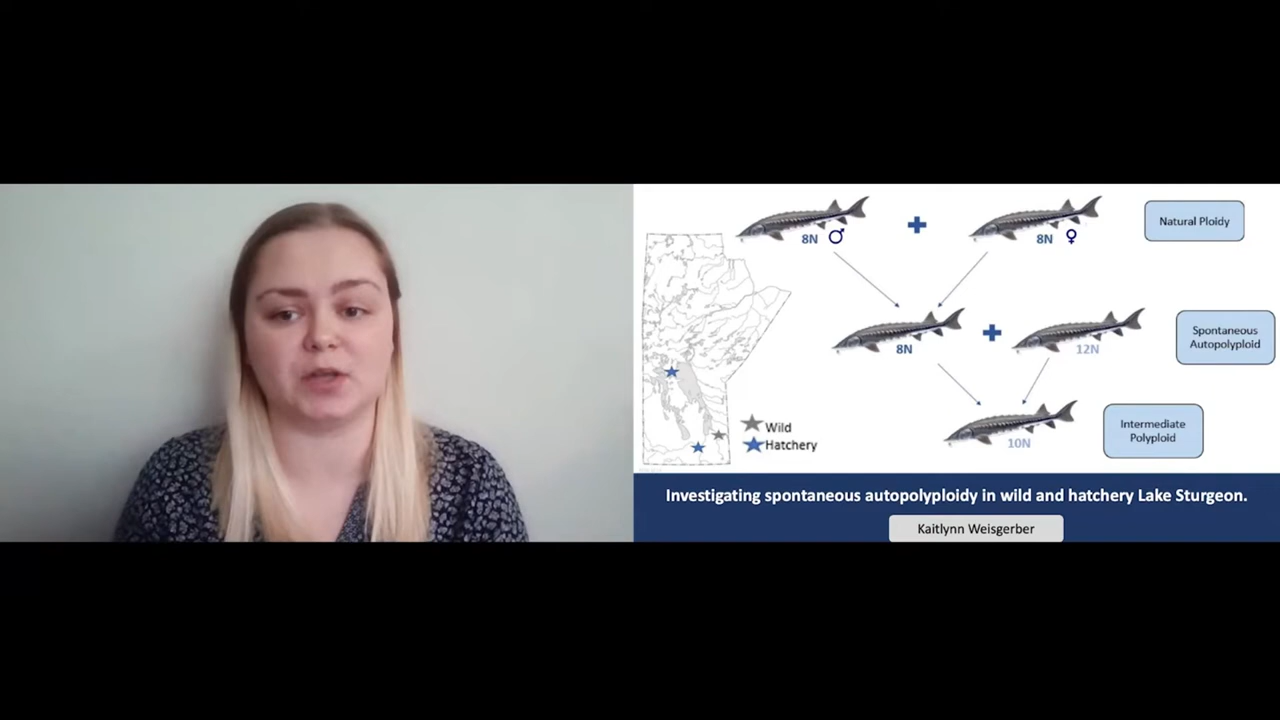 8N ♂
8N ♀
Natural Ploidy
8N
12N
Spontaneous
Autopolyploid
Wild
Hatchery
10N
Intermediate
Polyploid
Investigating spontaneous autopolyploidy in wild and hatchery Lake Sturgeon.
Kaitlynn Weisgerber